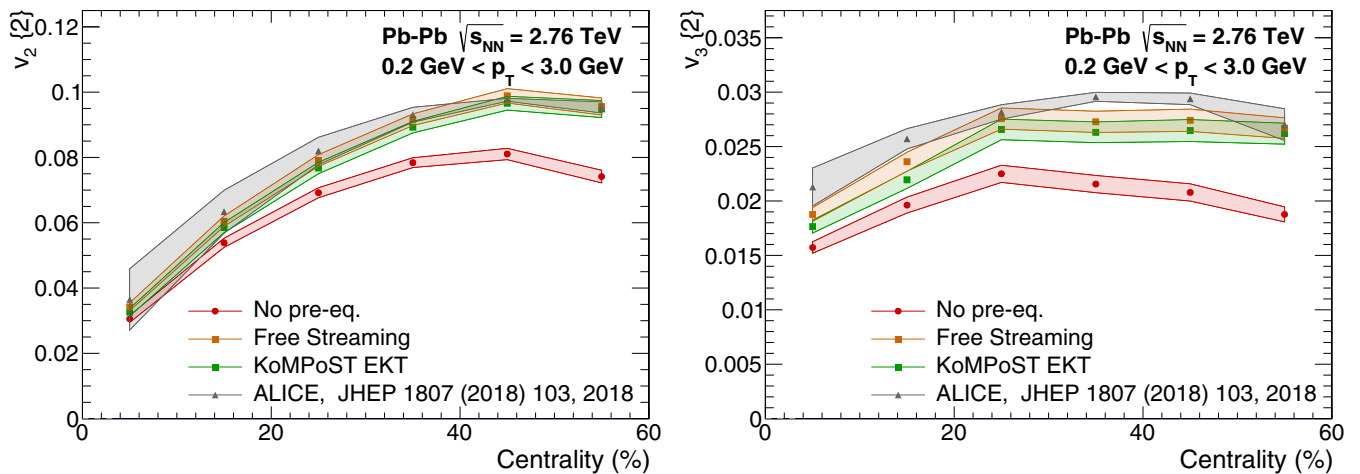 v2 {2}
0.12
0.1
0.08
0.06
0.04
0.02
0
Pb-Pb √sNN = 2.76 TeV
0.2 GeV < pT < 3.0 GeV
No pre-eq.
Free Streaming
KoMPoST EKT
ALICE, JHEP 1807 (2018) 103, 2018
0 20 40 60
Centrality (%)
v3 {2}
0.035
0.03
0.025
0.02
0.015
0.01
0.005
0
Pb-Pb √sNN = 2.76 TeV
0.2 GeV < pT < 3.0 GeV
No pre-eq.
Free Streaming
KoMPoST EKT
ALICE, JHEP 1807 (2018) 103, 2018
0 20 40 60
Centrality (%)